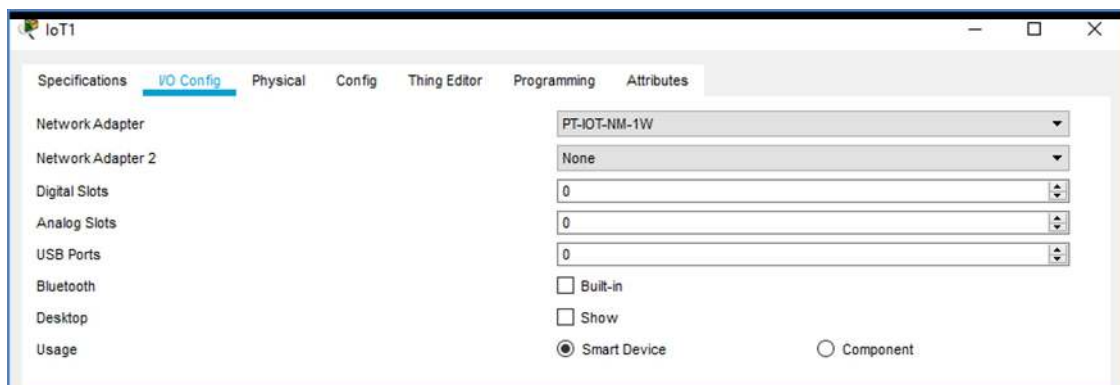 IoT1
Specifications I/O Config Physical Config Thing Editor Programming Attributes
Network Adapter PT-IOT-NM-1W
Network Adapter 2 None
Digital Slots 0
Analog Slots 0
USB Ports 0
Bluetooth Built-in
Desktop Show
Usage Smart Device Component